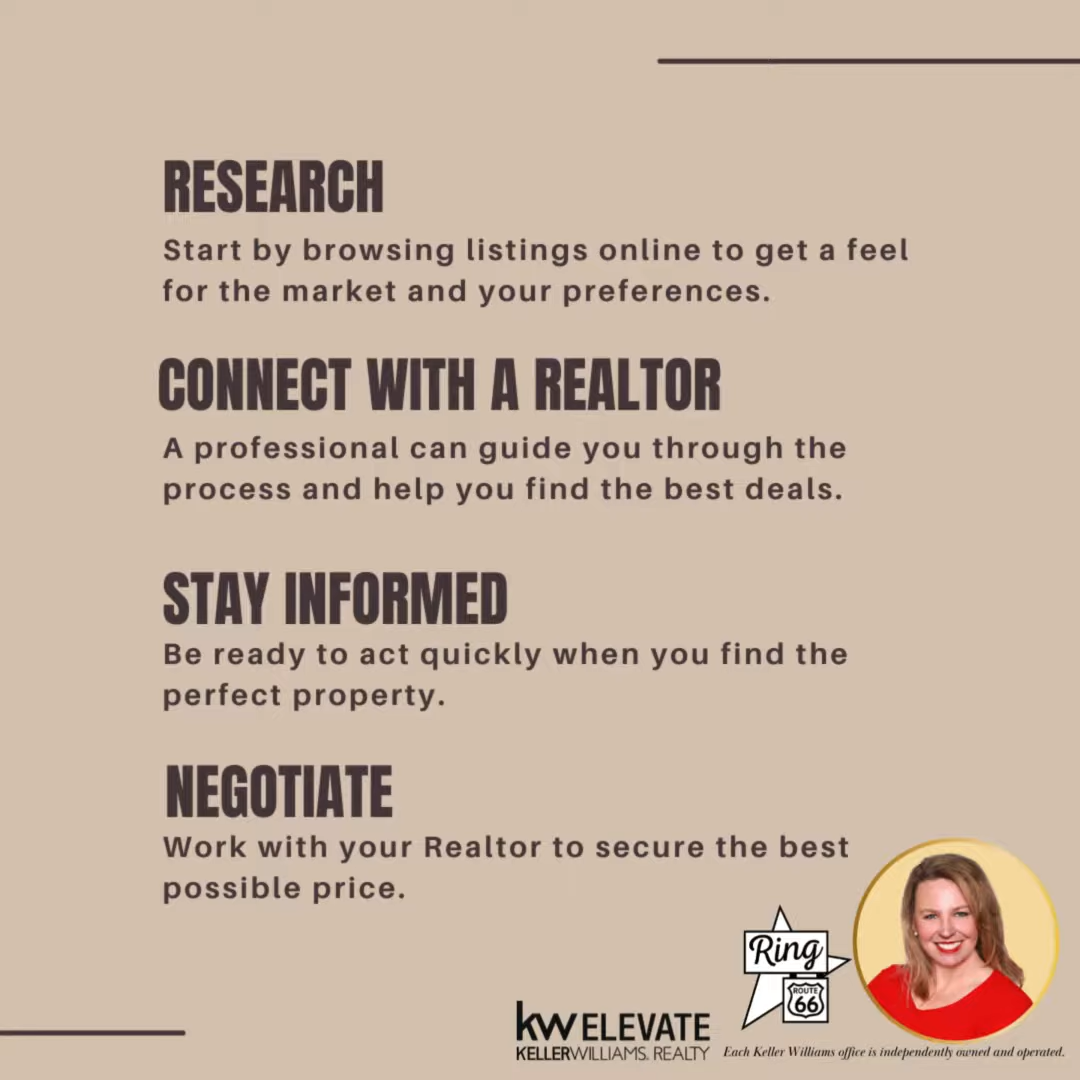 RESEARCH
Start by browsing listings online to get a feel
for the market and your preferences.
CONNECT WITH A REALTOR
A professional can guide you through the
process and help you find the best deals.
STAY INFORMED
Be ready to act quickly when you find the
perfect property.
NEGOTIATE
Work with your Realtor to secure the best
possible price.
Ring
ROUTE
66
kw ELEVATE
KELLERWILLIAMS. REALTY
Each Keller Williams office is independently owned and operated.